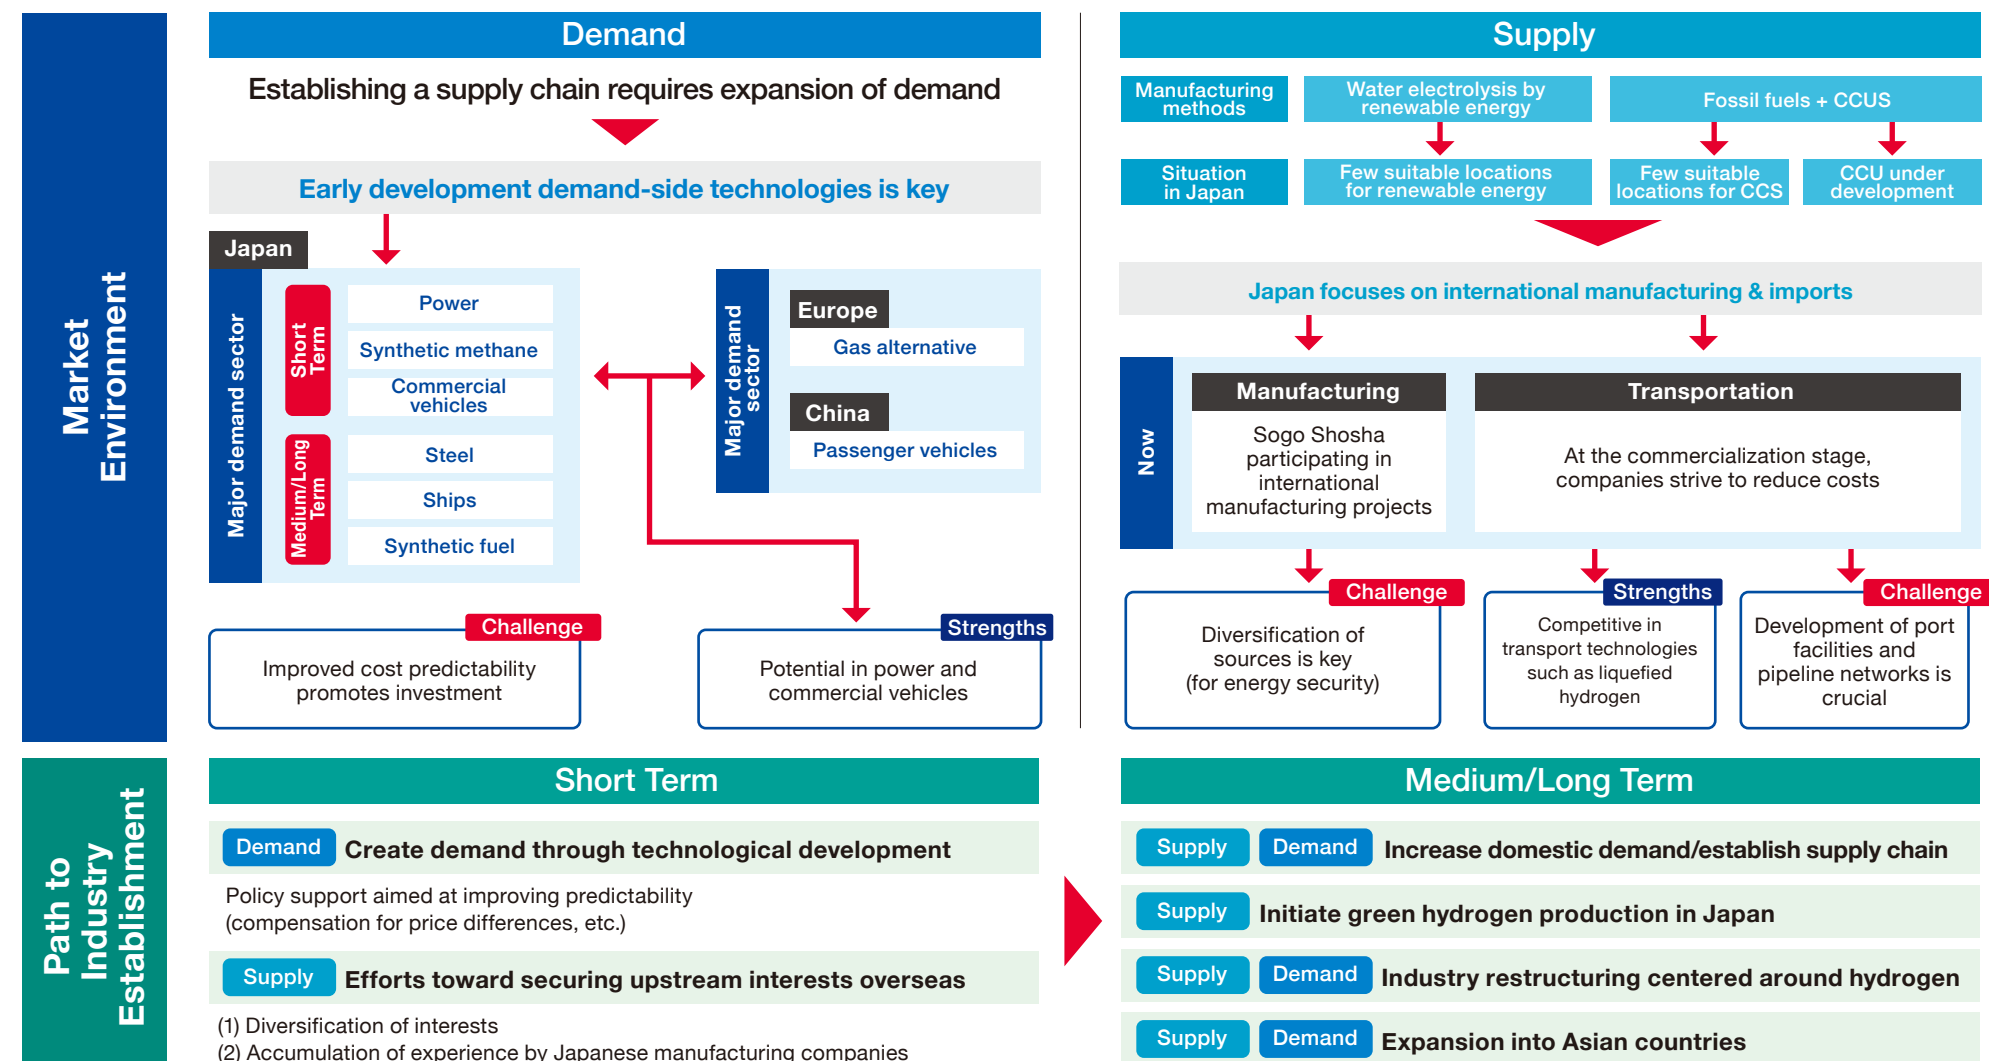 Market
Environment
Demand
Establishing a supply chain requires expansion of demand
Early development demand-side technologies is key
Japan
Major demand sector
Short
Term
Power
Synthetic methane
Commercial
vehicles
Medium/Long
Term
Steel
Ships
Synthetic fuel
Major demand
sector
Europe
Gas alternative
China
Passenger vehicles
Challenge
Improved cost predictability
promotes investment
Strengths
Potential in power and
commercial vehicles
Supply
Manufacturing
methods
Water electrolysis by
renewable energy
Fossil fuels + CCUS
Situation
in Japan
Few suitable locations
for renewable energy
Few suitable
locations for CCS
CCU under
development
Japan focuses on international manufacturing & imports
Now
Manufacturing
Sogo Shosha
participating in
international
manufacturing projects
Transportation
At the commercialization stage,
companies strive to reduce costs
Challenge
Diversification of
sources is key
(for energy security)
Strengths
Competitive in
transport technologies
such as liquefied
hydrogen
Challenge
Development of port
facilities and
pipeline networks is
crucial
Path to
Industry
Establishment
Short Term
Demand Create demand through technological development
Policy support aimed at improving predictability
(compensation for price differences, etc.)
Supply Efforts toward securing upstream interests overseas
(1) Diversification of interests
(2) Accumulation of experience by Japanese manufacturing companies
Medium/Long Term
Supply Demand Increase domestic demand/establish supply chain
Supply Initiate green hydrogen production in Japan
Supply Demand Industry restructuring centered around hydrogen
Supply Demand Expansion into Asian countries